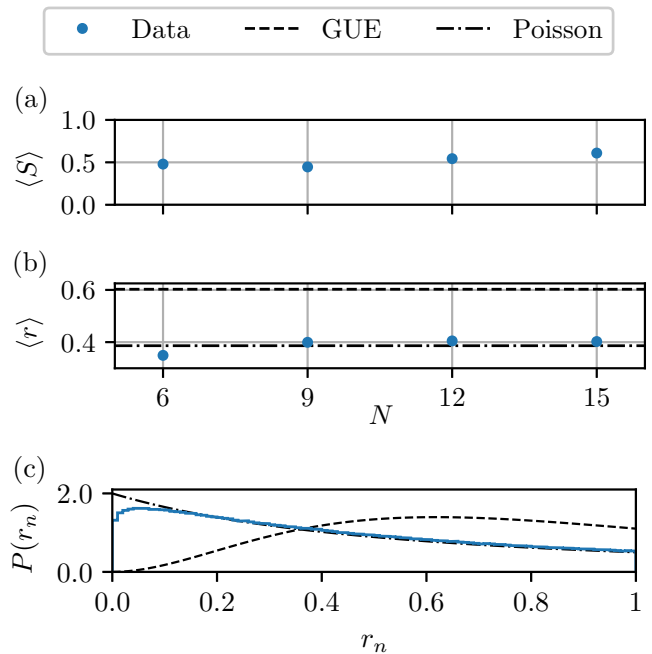 Data GUE Poisson
(a)
1.0
0.5
0.0
⟨S⟩
(b)
0.6
0.4
⟨r⟩
6 9 12 15
N
(c)
2.0
0.0
P(r_n)
0.0 0.2 0.4 0.6 0.8 1
r_n